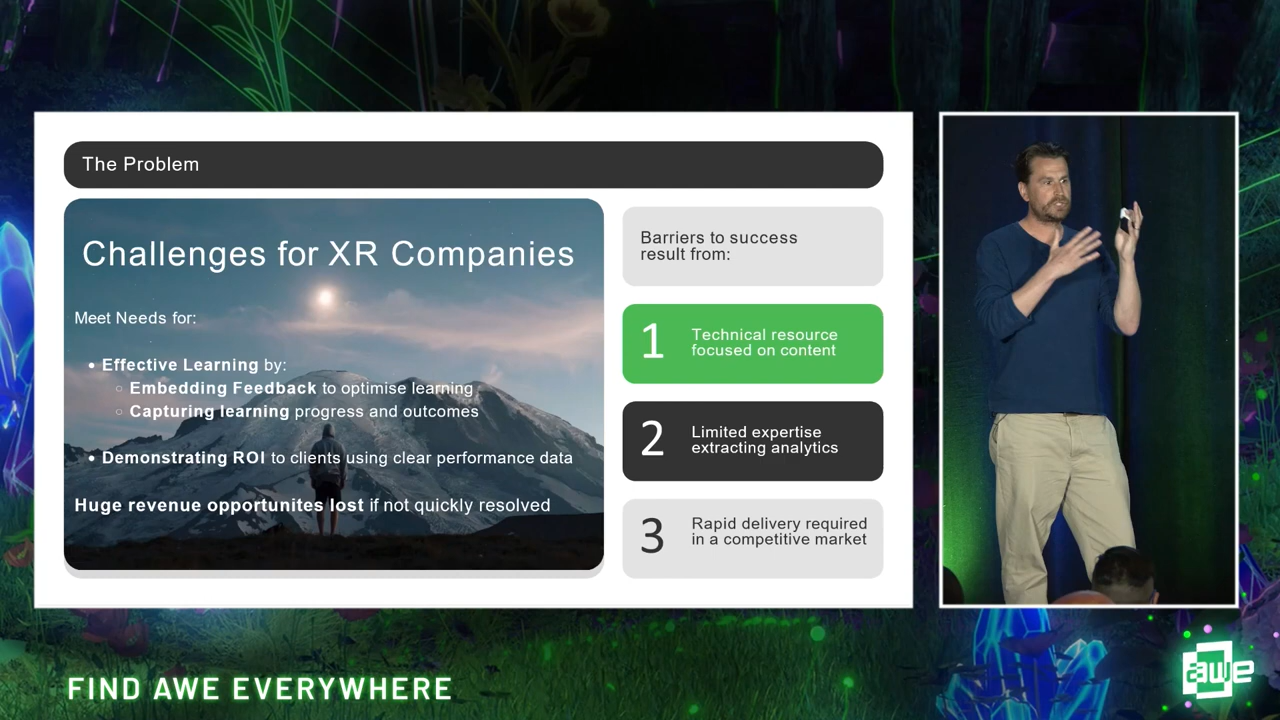 The Problem
Challenges for XR Companies
Meet Needs for:
• Effective Learning by:
○ Embedding Feedback to optimise learning
○ Capturing learning progress and outcomes
• Demonstrating ROI to clients using clear performance data
Huge revenue opportunites lost if not quickly resolved
Barriers to success
result from:
1
Technical resource
focused on content
2
Limited expertise
extracting analytics
3
Rapid delivery required
in a competitive market
FIND AWE EVERYWHERE
awe